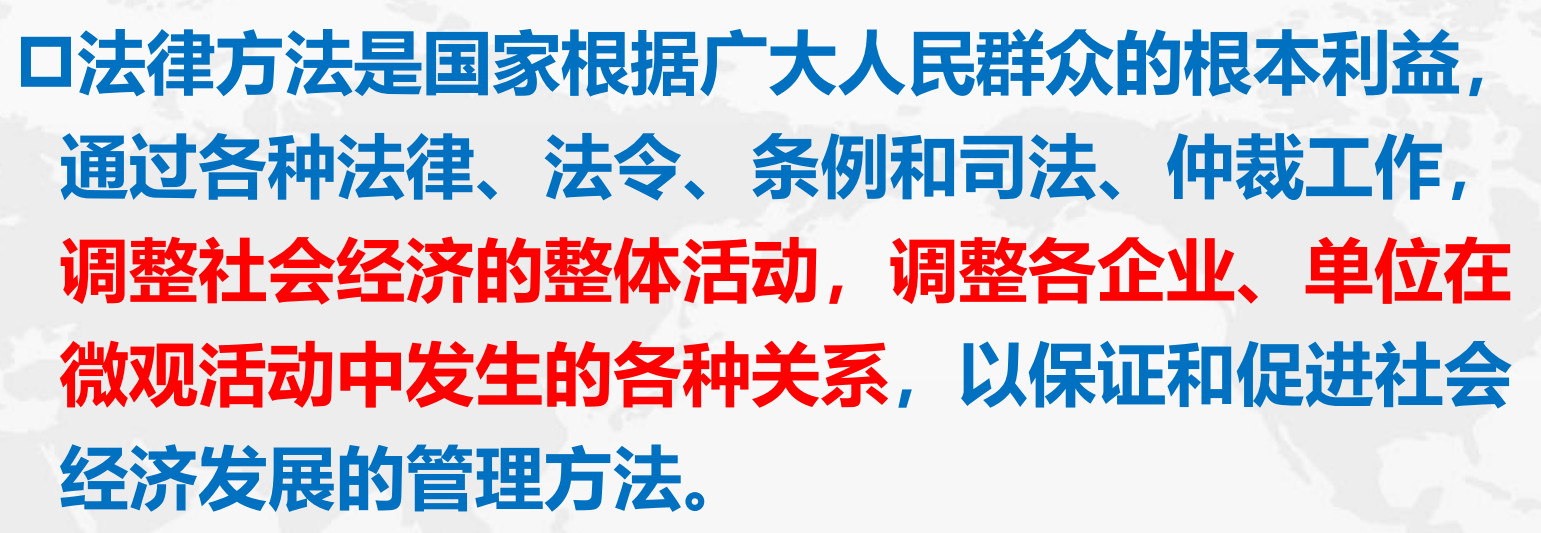 □法律方法是国家根据广大人民群众的根本利益，
通过各种法律、法令、条例和司法、仲裁工作，
调整社会经济的整体活动，调整各企业、单位在
微观活动中发生的各种关系，以保证和促进社会
经济发展的管理方法。